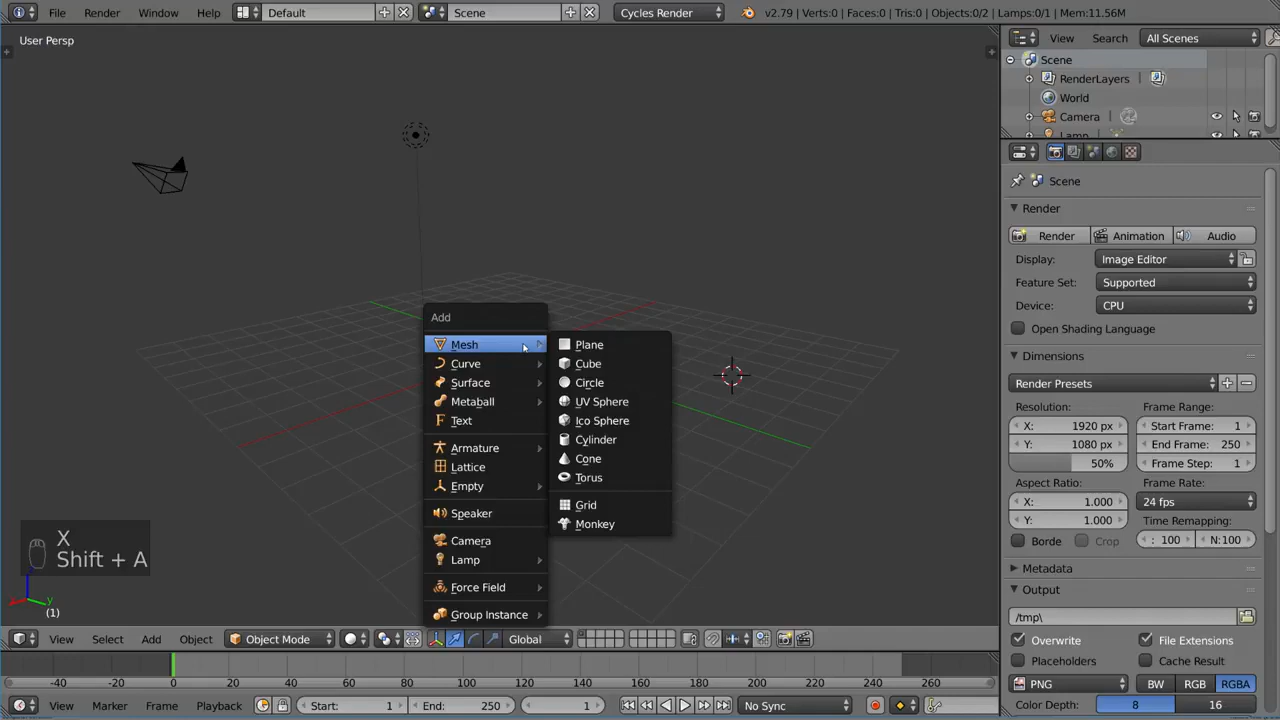 File Render Window Help Default Scene Cycles Render v2.79 | Verts:0 | Faces:0 | Tris:0 | Objects:0/2 | Lamps:0/1 | Mem:11.56M
User Persp
View Search All Scenes
Scene
RenderLayers
World
Camera
Lamp
Scene
Render
Render Animation Audio
Display: Image Editor
Feature Set: Supported
Device: CPU
Open Shading Language
Dimensions
Render Presets
Resolution: Frame Range:
X: 1920 px Start Frame: 1
Y: 1080 px End Frame: 250
50% Frame Step: 1
Aspect Ratio: Frame Rate:
X: 1.000 24 fps
Y: 1.000 Time Remapping:
Borde Crop : 100 N:100
Metadata
Output
/tmp\
Overwrite File Extensions
Placeholders Cache Result
PNG BW RGB RGBA
Color Depth: 8 16
Add
Mesh
Curve
Surface
Metaball
Text
Armature
Lattice
Empty
Speaker
Camera
Lamp
Force Field
Group Instance
Plane
Cube
Circle
UV Sphere
Ico Sphere
Cylinder
Cone
Torus
Grid
Monkey
X
Shift + A
x y
(1)
View Select Add Object Object Mode Global
-40 -20 0 20 40 60 80 100 120 140 160 180 200 220 240 260 280
View Marker Frame Playback Start: 1 End: 250 1 No Sync